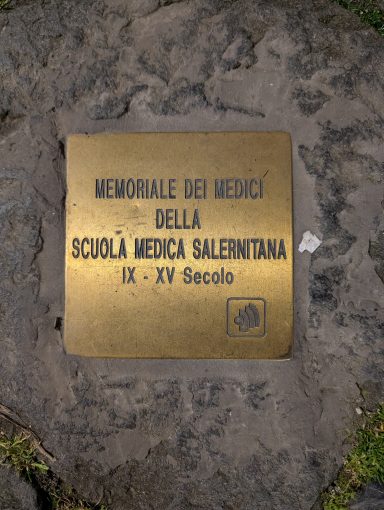 MEMORIALE DEI MEDICI
DELLA
SCUOLA MEDICA SALERNITANA
IX - XV Secolo